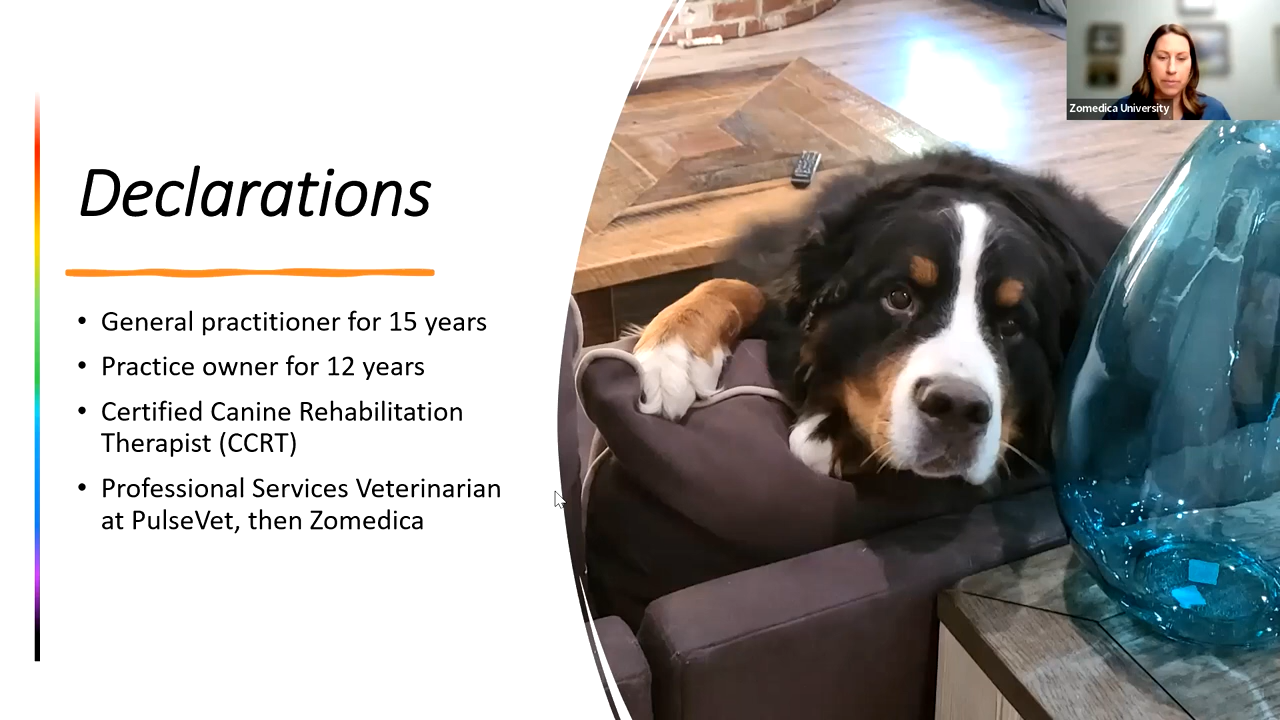 Zomedica University
Declarations
• General practitioner for 15 years
• Practice owner for 12 years
• Certified Canine Rehabilitation
Therapist (CCRT)
• Professional Services Veterinarian
at PulseVet, then Zomedica